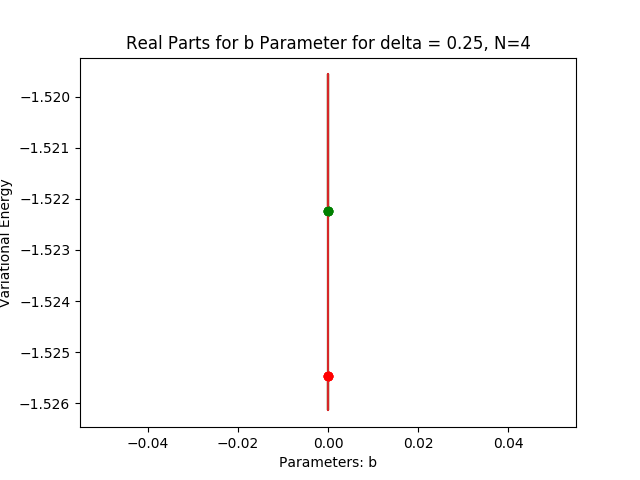 Real Parts for b Parameter for delta = 0.25, N=4
Variational Energy
−1.520
−1.521
−1.522
−1.523
−1.524
−1.525
−1.526
−0.04 −0.02 0.00 0.02 0.04
Parameters: b